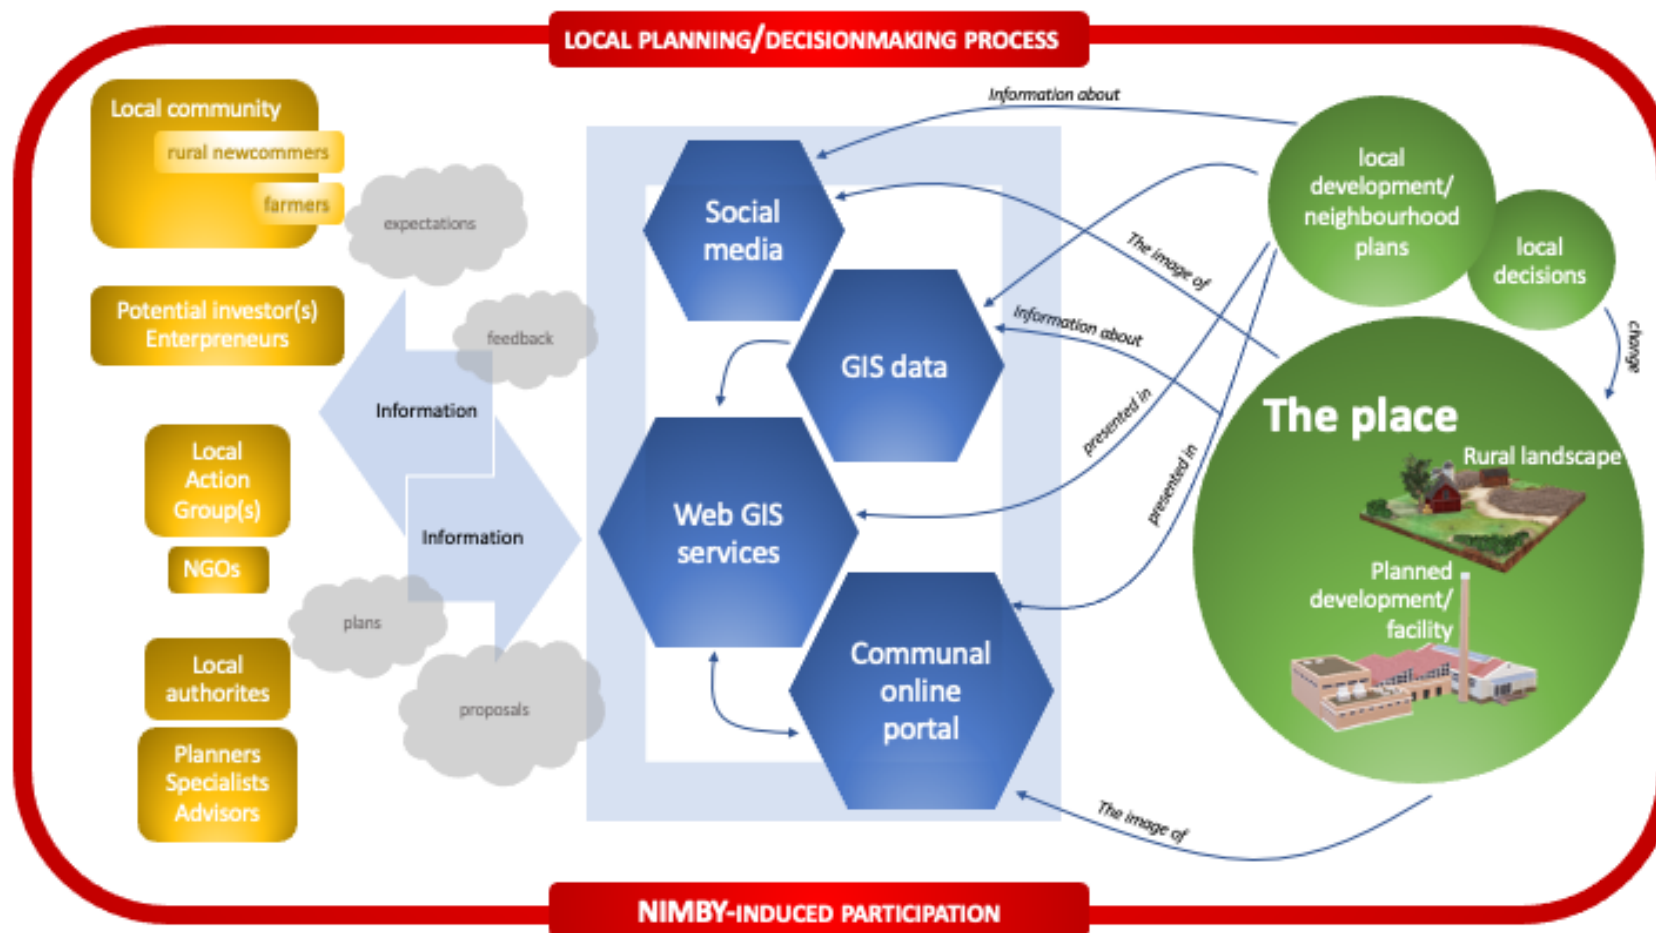 LOCAL PLANNING/DECISIONMAKING PROCESS
Local community
rural newcommers
farmers
Potential investor(s)
Enterpreneurs
Local
Action
Group(s)
NGOs
Local
authorites
Planners
Specialists
Advisors
expectations
feedback
Information
Information
plans
proposals
Social
media
GIS data
Web GIS
services
Communal
online
portal
Information about
The image of
Information about
presented in
presented in
The image of
local
development/
neighbourhood
plans
local
decisions
change
The place
Rural landscape
Planned
development/
facility
NIMBY-INDUCED PARTICIPATION